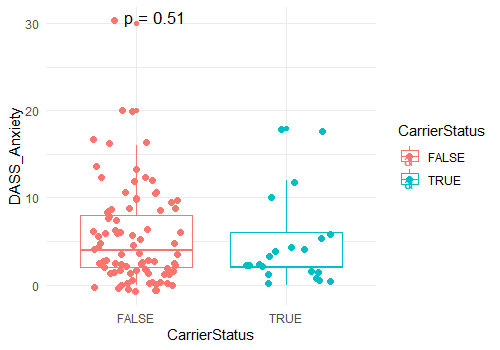 p = 0.51
30
20
10
0
DASS_Anxiety
FALSE
TRUE
CarrierStatus
CarrierStatus
FALSE
TRUE